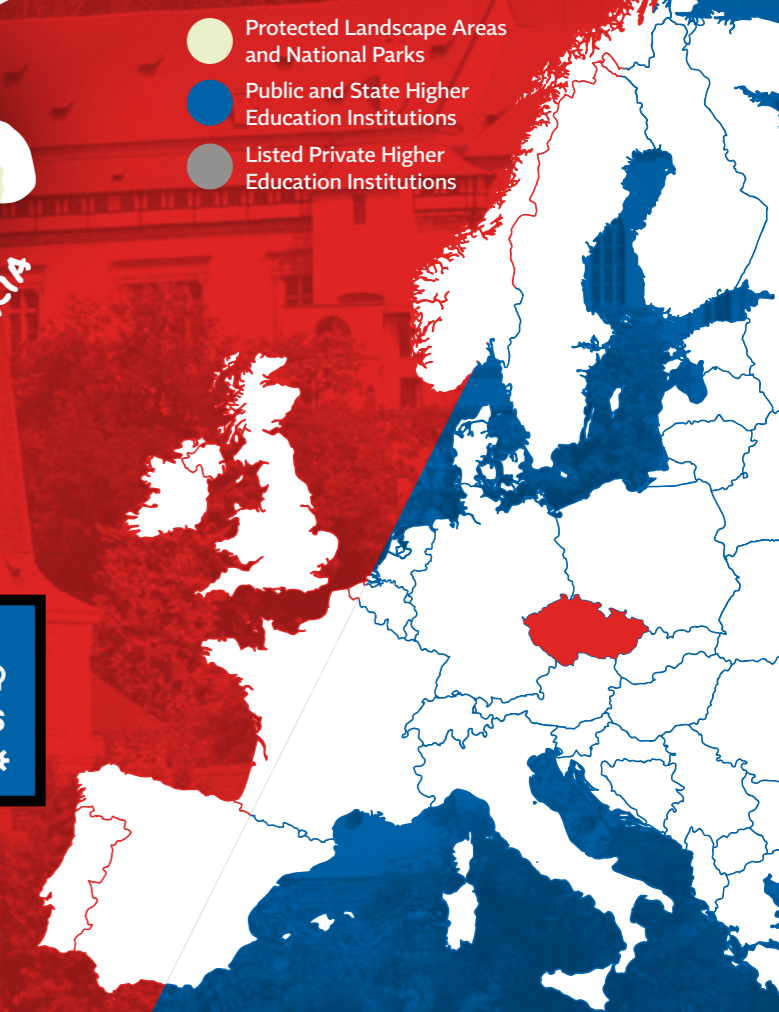 Protected Landscape Areas
and National Parks
Public and State Higher
Education Institutions
Listed Private Higher
Education Institutions